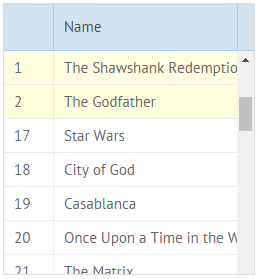 Name
1 The Shawshank Redemptio
2 The Godfather
17 Star Wars
18 City of God
19 Casablanca
20 Once Upon a Time in the W
21 The Matrix